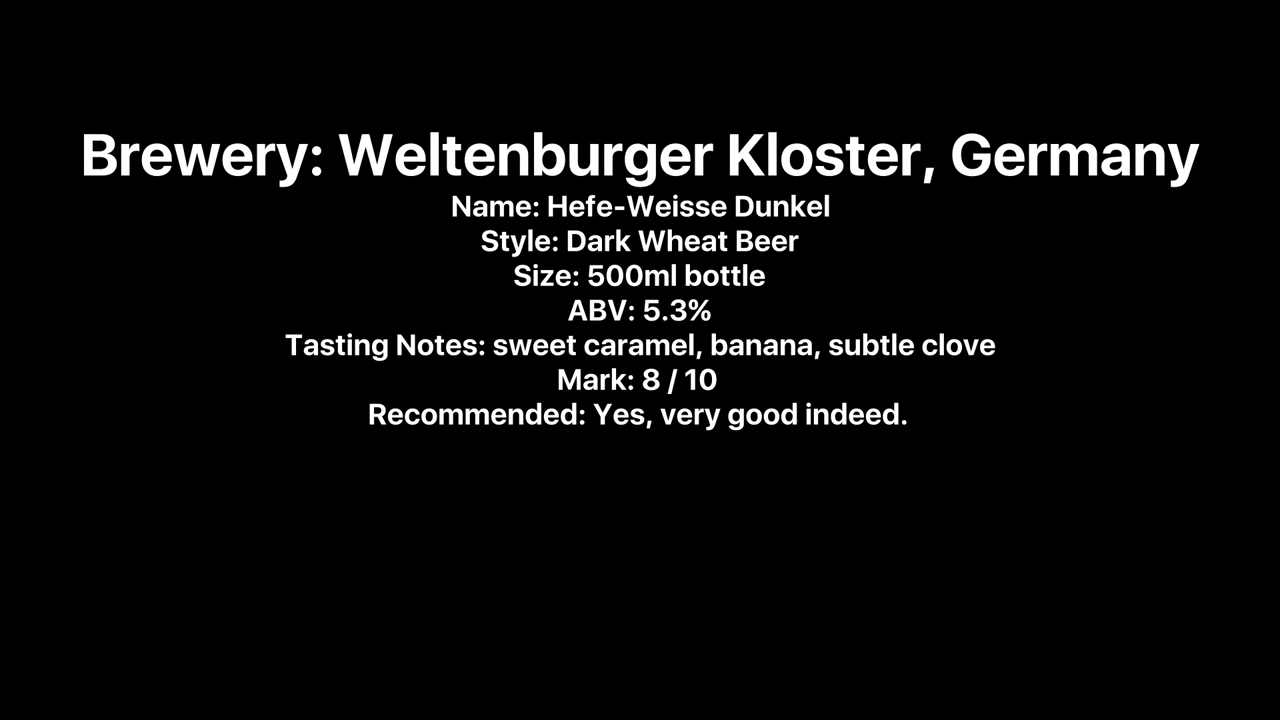 Brewery: Weltenburger Kloster, Germany
Name: Hefe-Weisse Dunkel
Style: Dark Wheat Beer
Size: 500ml bottle
ABV: 5.3%
Tasting Notes: sweet caramel, banana, subtle clove
Mark: 8 / 10
Recommended: Yes, very good indeed.